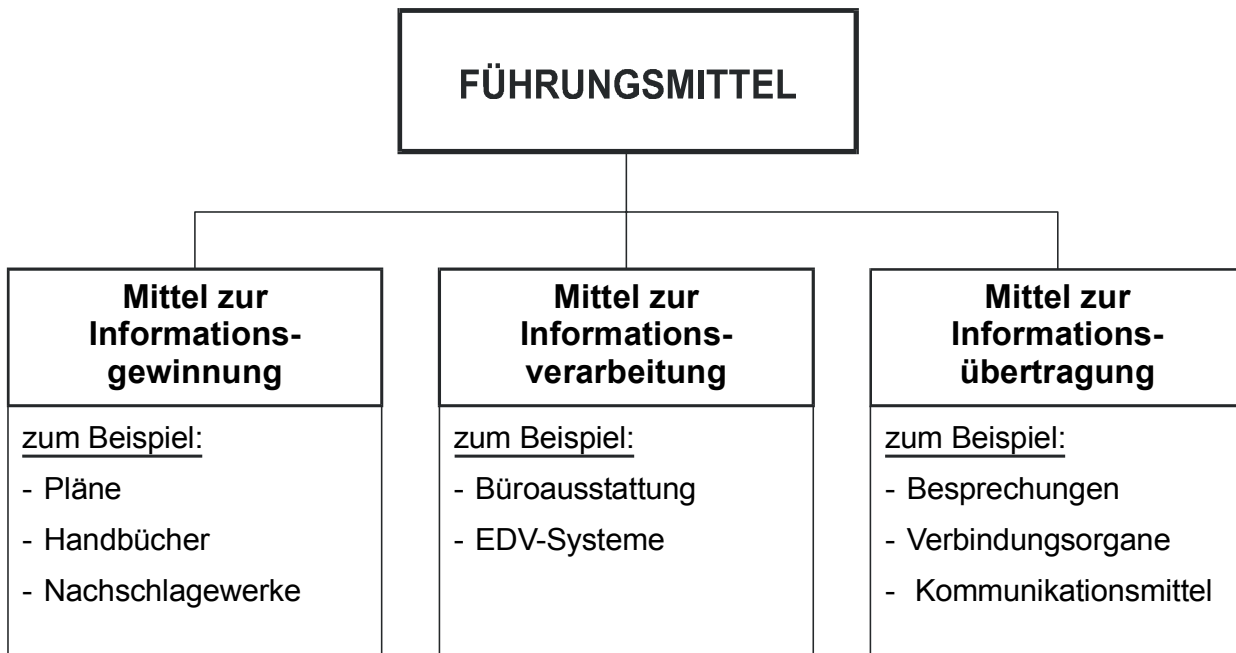 FÜHRUNGSMITTEL
Mittel zur
Informations-
gewinnung
zum Beispiel:
- Pläne
- Handbücher
- Nachschlagewerke
Mittel zur
Informations-
verarbeitung
zum Beispiel:
- Büroausstattung
- EDV-Systeme
Mittel zur
Informations-
übertragung
zum Beispiel:
- Besprechungen
- Verbindungsorgane
- Kommunikationsmittel